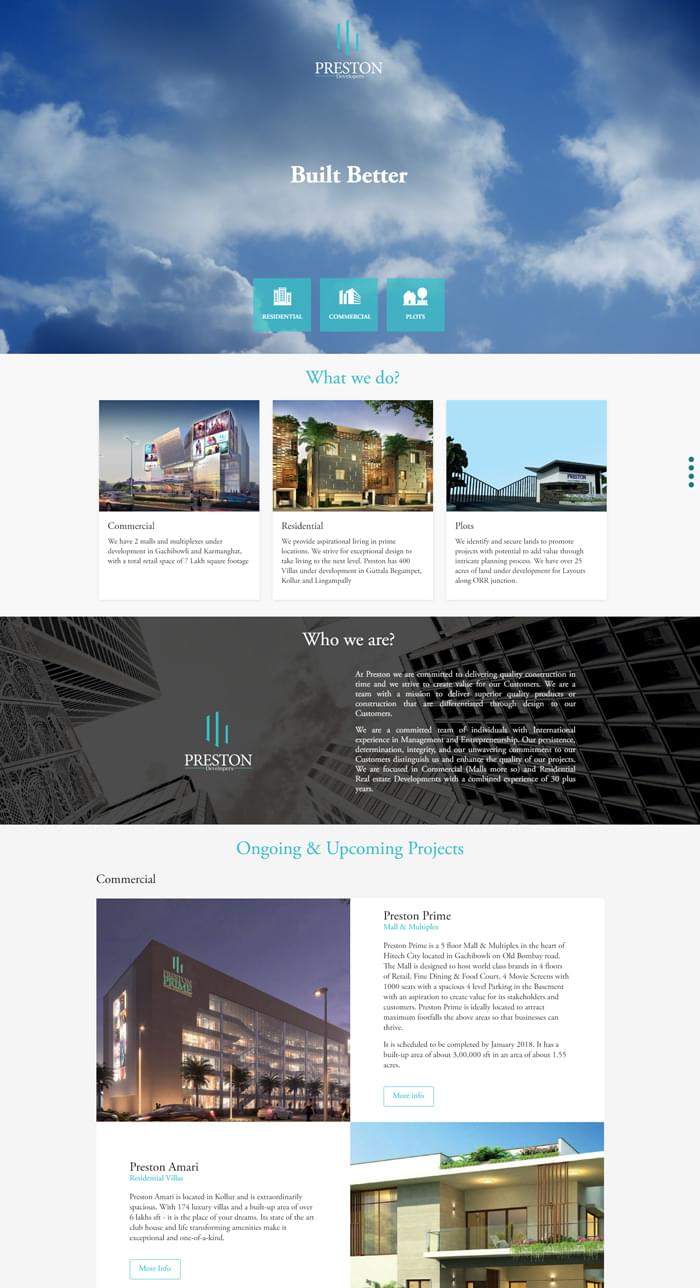 PRESTON
Developers
Built Better
RESIDENTIAL
COMMERCIAL
PLOTS
What we do?
PRESTON
Commercial
We have 2 malls and multiplexes under
development in Gachibowli and Karmanghat,
with a total retail space of 7 Lakh square footage
Residential
We provide aspirational living in prime
locations. We strive for exceptional design to
take living to the next level. Preston has 400
Villas under development in Guttala Begumpet,
Kollur and Lingampally
Plots
We identify and secure lands to promote
projects with potential to add value through
intricate planning process. We have over 25
acres of land under development for Layouts
along ORR junction.
Who we are?
PRESTON
Developers
At Preston we are committed to delivering quality construction in
time and we strive to create value for our Customers. We are a
team with a mission to deliver superior quality products or
construction that are differentiated through design to our
Customers.
We are a committed team of individuals with International
experience in Management and Entrepreneurship. Our persistence,
determination, integrity, and our unwavering commitment to our
Customers distinguish us and enhance the quality of our projects.
We are focused in Commercial (Malls more so) and Residential
Real estate Developments with a combined experience of 30 plus
years.
Ongoing & Upcoming Projects
Commercial
PRESTON
PRIME
Preston Prime
Mall & Multiplex
Preston Prime is a 5 floor Mall & Multiplex in the heart of
Hitech City located in Gachibowli on Old Bombay road.
The Mall is designed to host world class brands in 4 floors
of Retail, Fine Dining & Food Court, 4 Movie Screens with
1000 seats with a spacious 4 level Parking in the Basement
with an aspiration to create value for its stakeholders and
customers. Preston Prime is ideally located to attract
maximum footfalls the above areas so that businesses can
thrive.
It is scheduled to be completed by January 2018. It has a
built-up area of about 3,00,000 sft in an area of about 1.55
acres.
More info
Preston Amari
Residential Villas
Preston Amari is located in Kollur and is extraordinarily
spacious. With 174 luxury villas and a built-up area of over
6 lakhs sft - it is the place of your dreams. Its state of the art
club house and life transforming amenities make it
exceptional and one-of-a-kind.
More Info